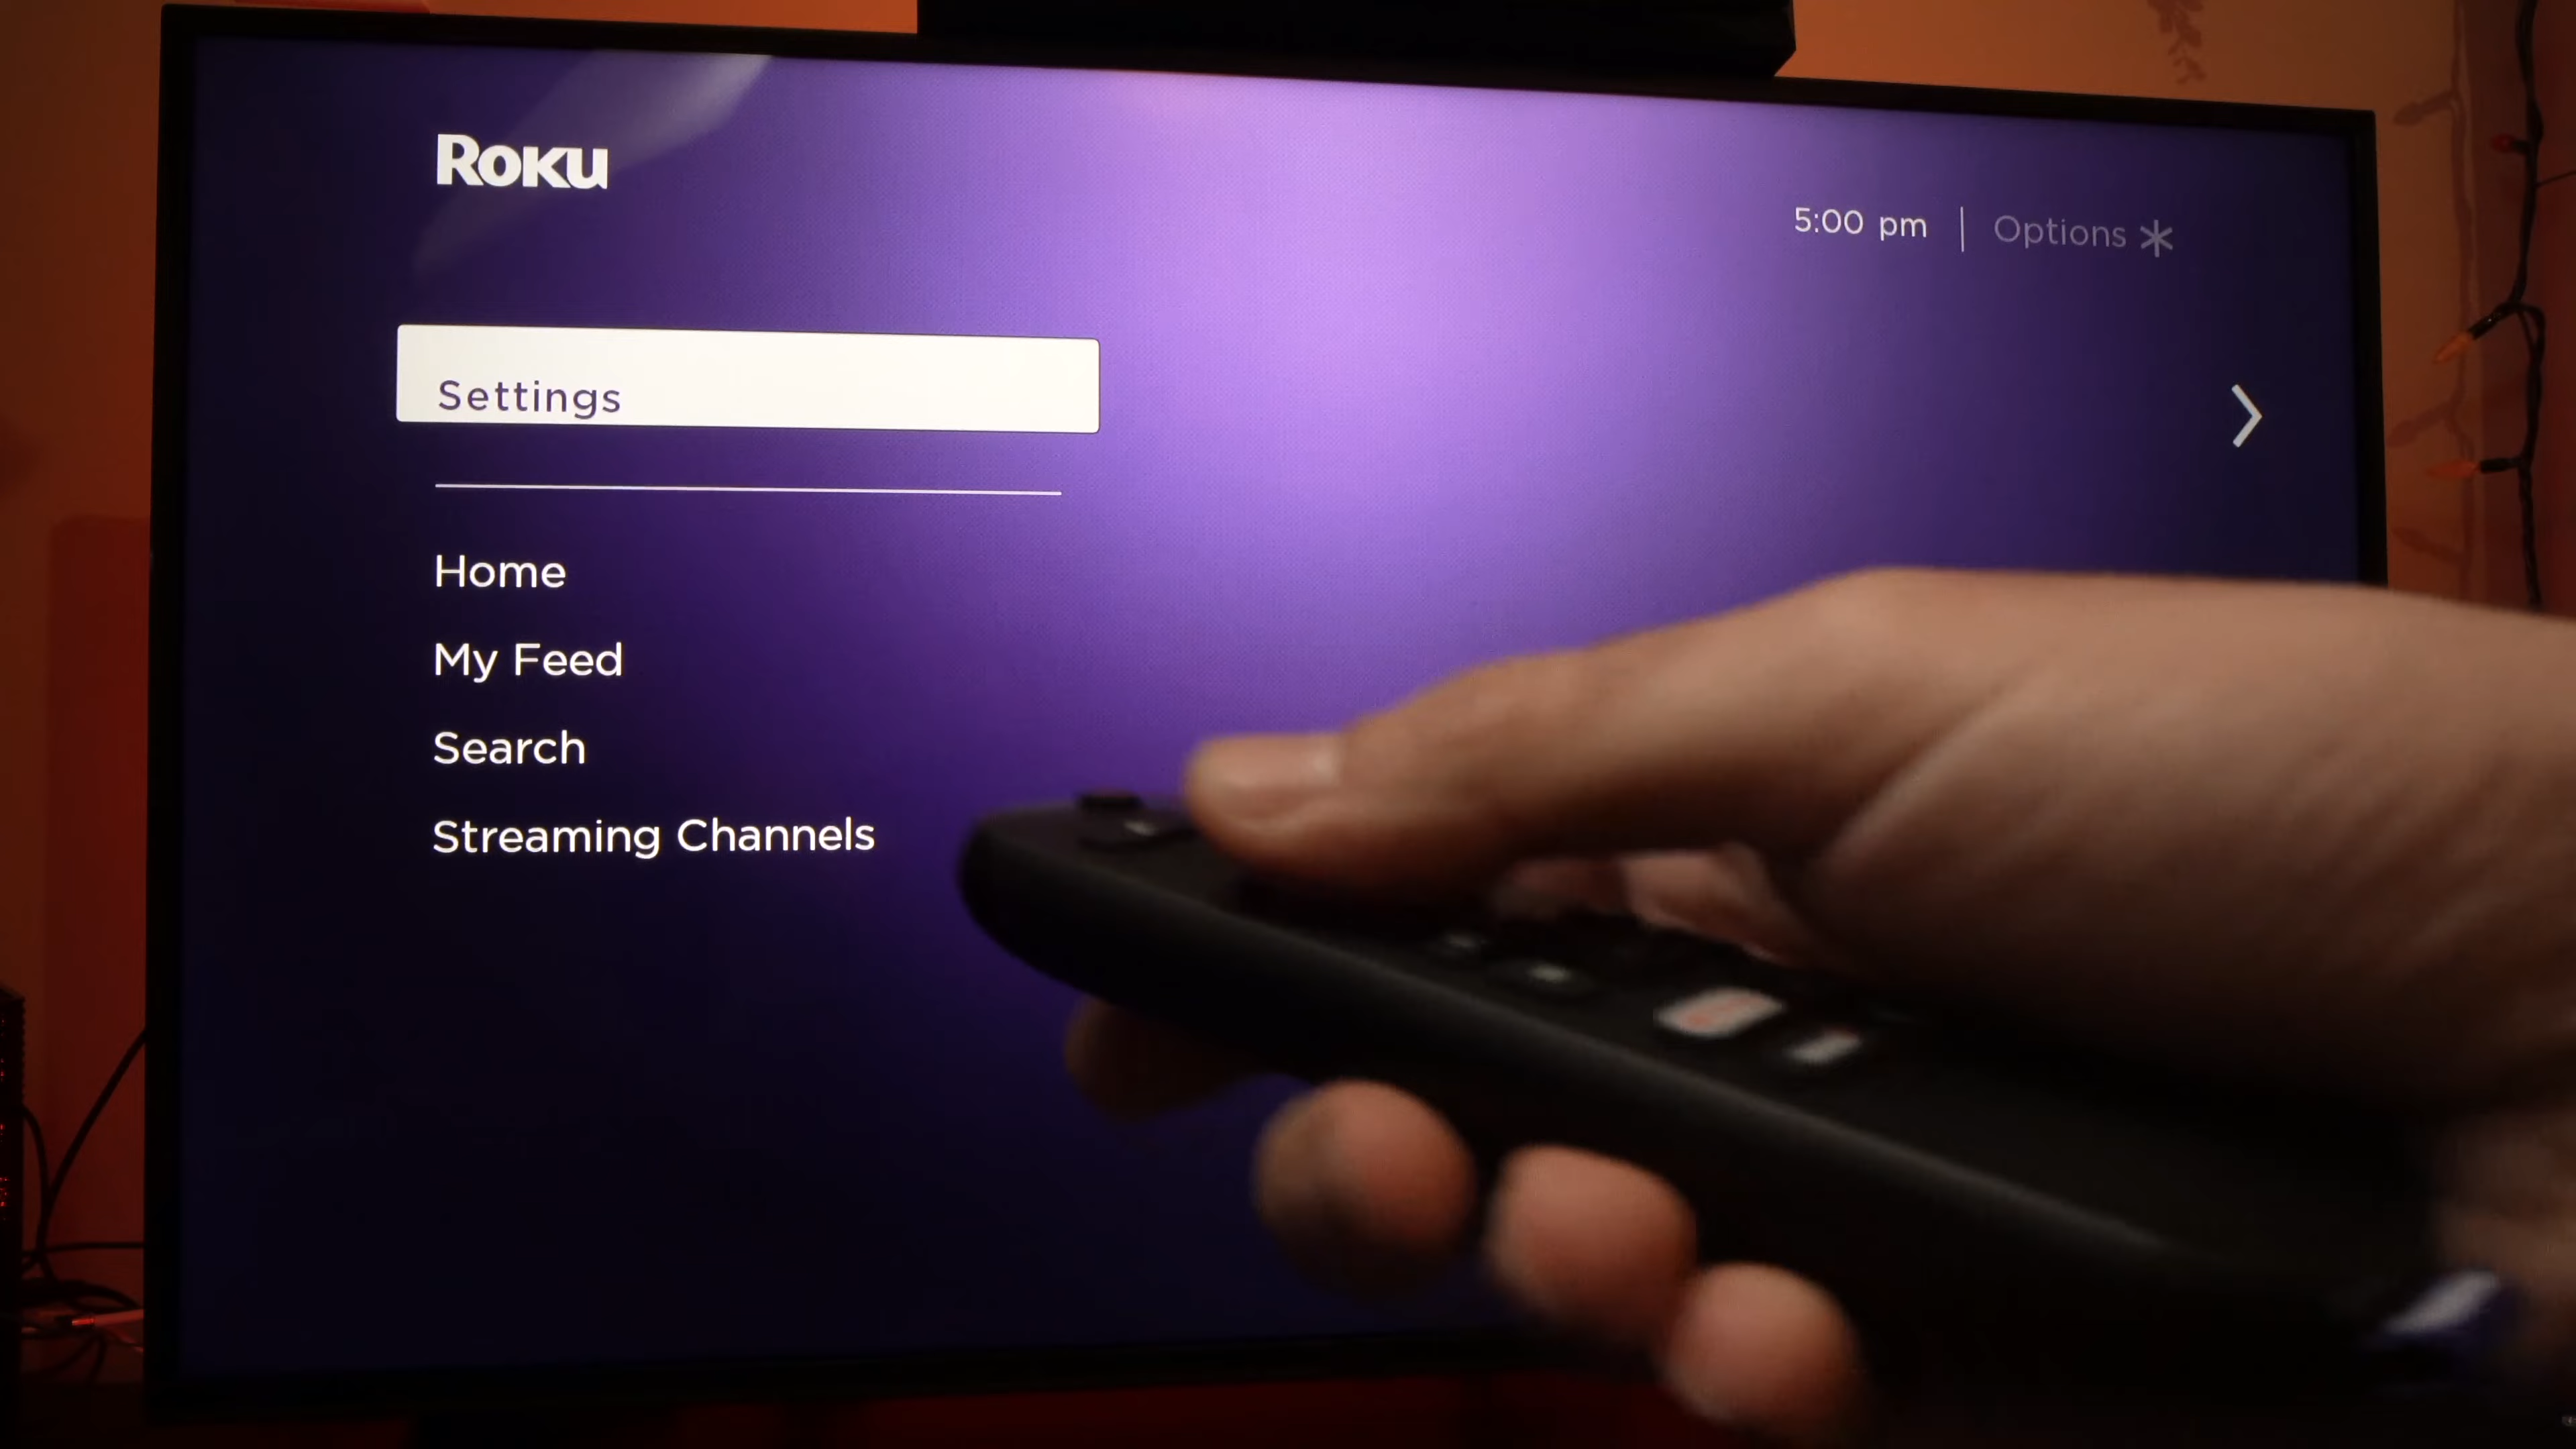 Roku
5:00 pm | Options *
Settings
Home
My Feed
Search
Streaming Channels